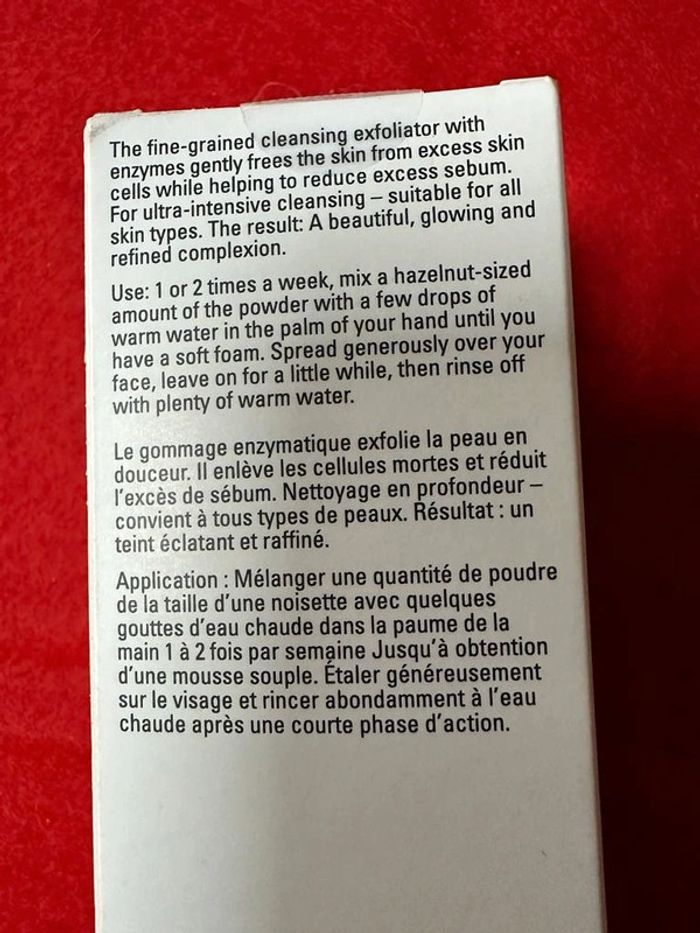 The fine-grained cleansing exfoliator with
enzymes gently frees the skin from excess skin
cells while helping to reduce excess sebum.
For ultra-intensive cleansing – suitable for all
skin types. The result: A beautiful, glowing and
refined complexion.
Use: 1 or 2 times a week, mix a hazelnut-sized
amount of the powder with a few drops of
warm water in the palm of your hand until you
have a soft foam. Spread generously over your
face, leave on for a little while, then rinse off
with plenty of warm water.
Le gommage enzymatique exfolie la peau en
douceur. Il enlève les cellules mortes et réduit
l'excès de sébum. Nettoyage en profondeur –
convient à tous types de peaux. Résultat : un
teint éclatant et raffiné.
Application : Mélanger une quantité de poudre
de la taille d'une noisette avec quelques
gouttes d'eau chaude dans la paume de la
main 1 à 2 fois par semaine Jusqu'à obtention
d'une mousse souple. Étaler généreusement
sur le visage et rincer abondamment à l'eau
chaude après une courte phase d'action.